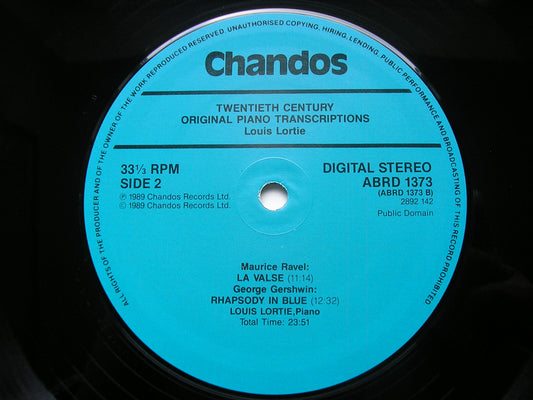 ALL RIGHTS OF THE PRODUCER AND OF THE OWNER OF THE WORK REPRODUCED RESERVED. UNAUTHORISED COPYING, HIRING, LENDING, PUBLIC PERFORMANCE AND BROADCASTING OF THIS RECORD PROHIBITED
Chandos
TWENTIETH CENTURY
ORIGINAL PIANO TRANSCRIPTIONS
Louis Lortie
33⅓ RPM
SIDE 2
℗ 1989 Chandos Records Ltd.
© 1989 Chandos Records Ltd.
DIGITAL STEREO
ABRD 1373
(ABRD 1373 B)
2892 142
Public Domain
Maurice Ravel:
LA VALSE (11:14)
George Gershwin:
RHAPSODY IN BLUE (12:32)
LOUIS LORTIE,Piano
Total Time: 23:51